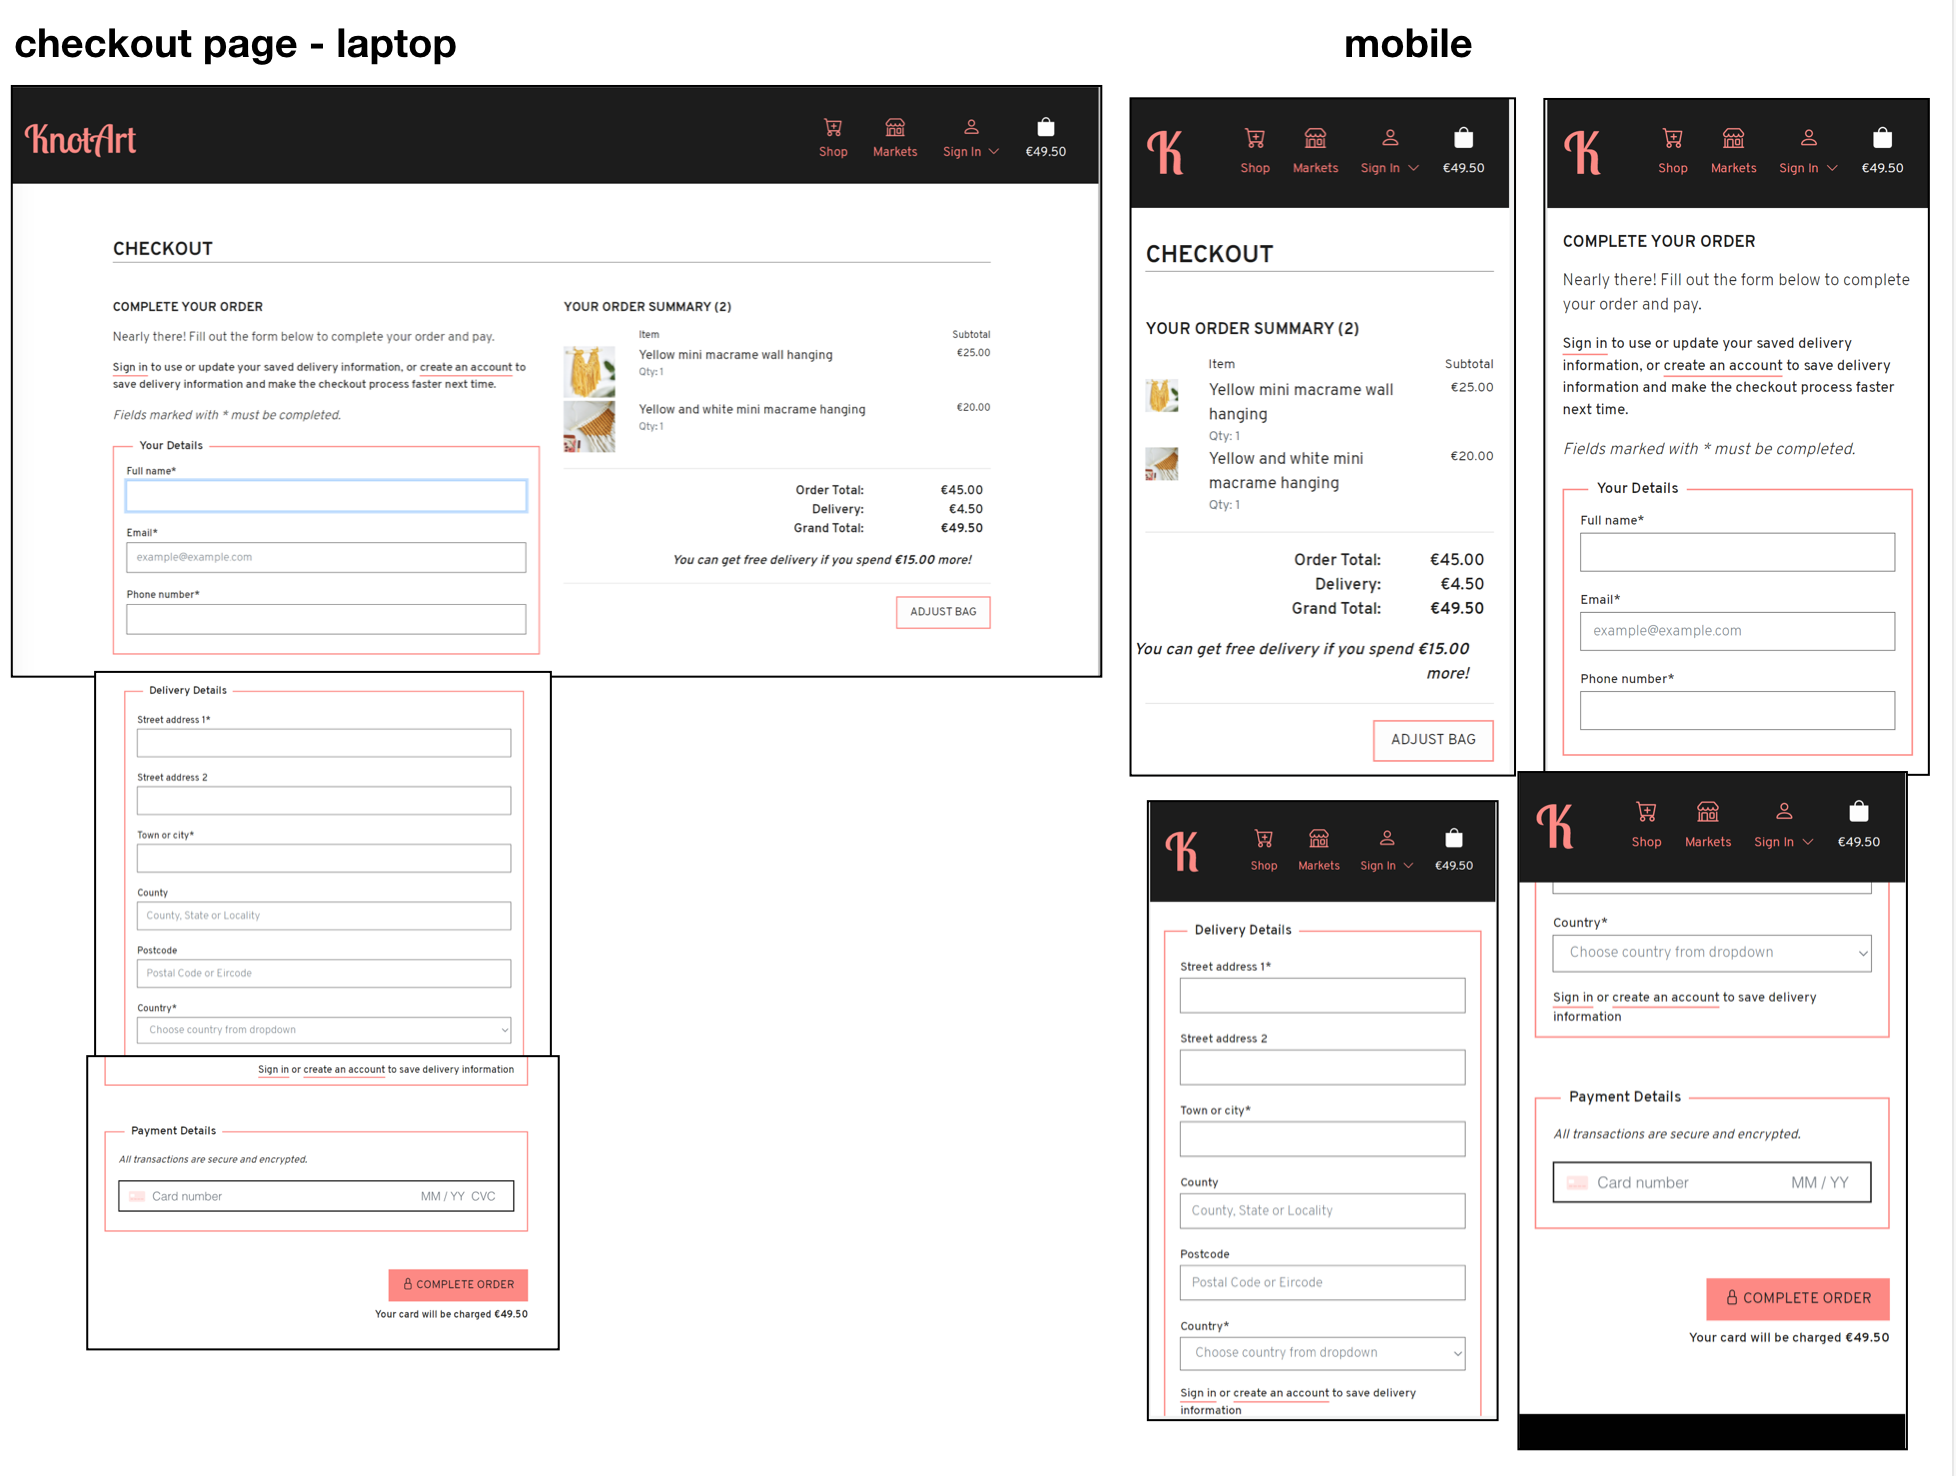 checkout page - laptop
KnotArt
Shop
Markets
Sign In
€49.50
CHECKOUT
COMPLETE YOUR ORDER
Nearly there! Fill out the form below to complete your order and pay.
Sign in to use or update your saved delivery information, or create an account to
save delivery information and make the checkout process faster next time.
Fields marked with * must be completed.
Your Details
Full name*
Email*
example@example.com
Phone number*
YOUR ORDER SUMMARY (2)
Item Subtotal
Yellow mini macrame wall hanging €25.00
Qty: 1
Yellow and white mini macrame hanging €20.00
Qty: 1
Order Total: €45.00
Delivery: €4.50
Grand Total: €49.50
You can get free delivery if you spend €15.00 more!
ADJUST BAG
Delivery Details
Street address 1*
Street address 2
Town or city*
County
County, State or Locality
Postcode
Postal Code or Eircode
Country*
Choose country from dropdown
Sign in or create an account to save delivery information
Payment Details
All transactions are secure and encrypted.
Card number MM / YY CVC
COMPLETE ORDER
Your card will be charged €49.50
mobile
K
Shop
Markets
Sign In
€49.50
CHECKOUT
YOUR ORDER SUMMARY (2)
Item Subtotal
Yellow mini macrame wall €25.00
hanging
Qty: 1
Yellow and white mini €20.00
macrame hanging
Qty: 1
Order Total: €45.00
Delivery: €4.50
Grand Total: €49.50
You can get free delivery if you spend €15.00
more!
ADJUST BAG
K
Shop
Markets
Sign In
€49.50
COMPLETE YOUR ORDER
Nearly there! Fill out the form below to complete
your order and pay.
Sign in to use or update your saved delivery
information, or create an account to save delivery
information and make the checkout process faster
next time.
Fields marked with * must be completed.
Your Details
Full name*
Email*
example@example.com
Phone number*
K
Shop
Markets
Sign In
€49.50
Delivery Details
Street address 1*
Street address 2
Town or city*
County
County, State or Locality
Postcode
Postal Code or Eircode
Country*
Choose country from dropdown
Sign in or create an account to save delivery
information
K
Shop
Markets
Sign In
€49.50
Country*
Choose country from dropdown
Sign in or create an account to save delivery
information
Payment Details
All transactions are secure and encrypted.
Card number MM / YY
COMPLETE ORDER
Your card will be charged €49.50